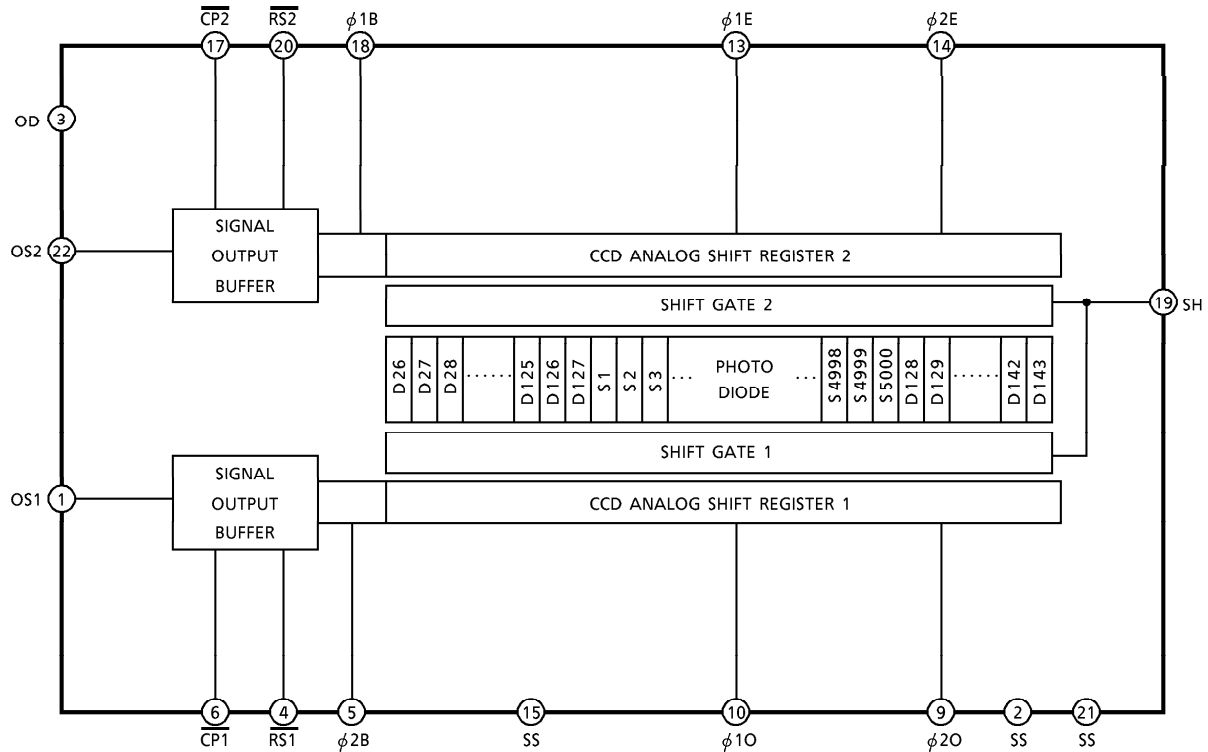 CP2 RS2 ϕ1B ϕ1E ϕ2E
17 20 18 13 14
OD 3
SIGNAL
OUTPUT
BUFFER
OS2 22
CCD ANALOG SHIFT REGISTER 2
SHIFT GATE 2
19 SH
D26 D27 D28 ······ D125 D126 D127 S1 S2 S3 ··· PHOTO
DIODE ··· S4998 S4999 S5000 D128 D129 ······ D142 D143
SHIFT GATE 1
SIGNAL
OUTPUT
BUFFER
OS1 1
CCD ANALOG SHIFT REGISTER 1
6 4 5 15 10 9 2 21
CP1 RS1 ϕ2B SS ϕ1O ϕ2O SS SS